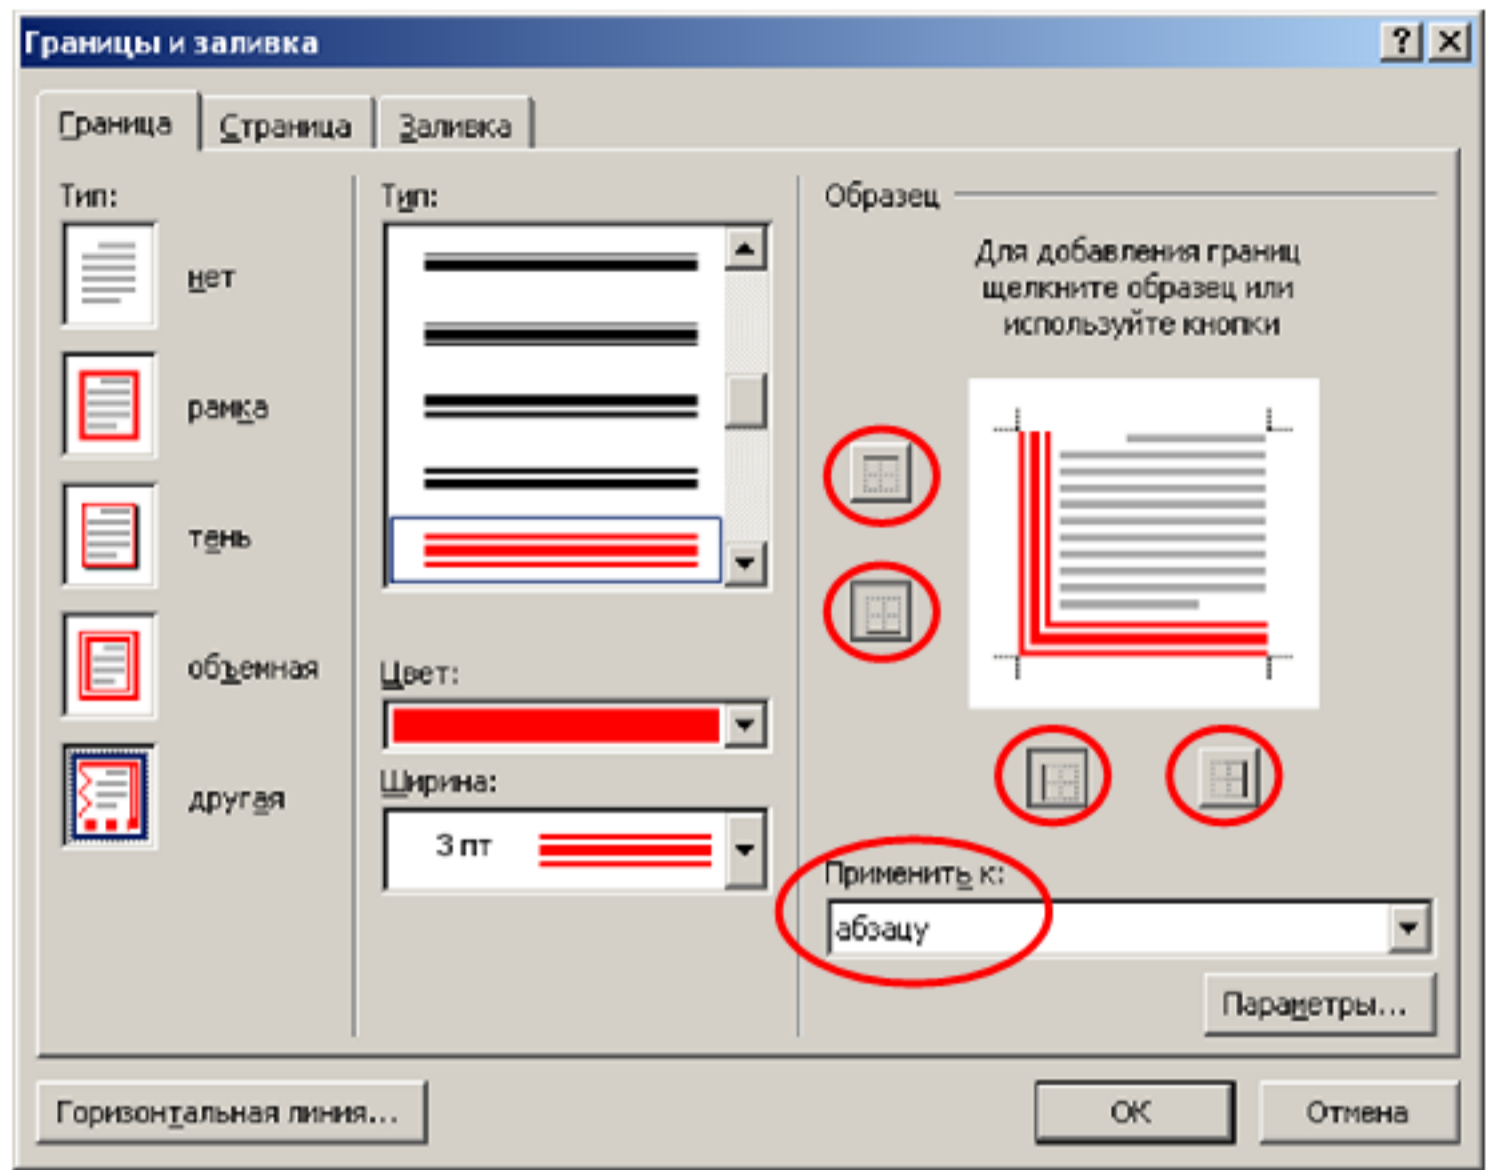 Границы и заливка
Граница
Страница
Заливка
Тип:
нет
рамка
тень
объемная
другая
Тип:
Цвет:
Ширина:
3 пт
Образец
Для добавления границ
щелкните образец или
используйте кнопки
Применить к:
абзацу
Параметры...
Горизонтальная линия...
ОК
Отмена